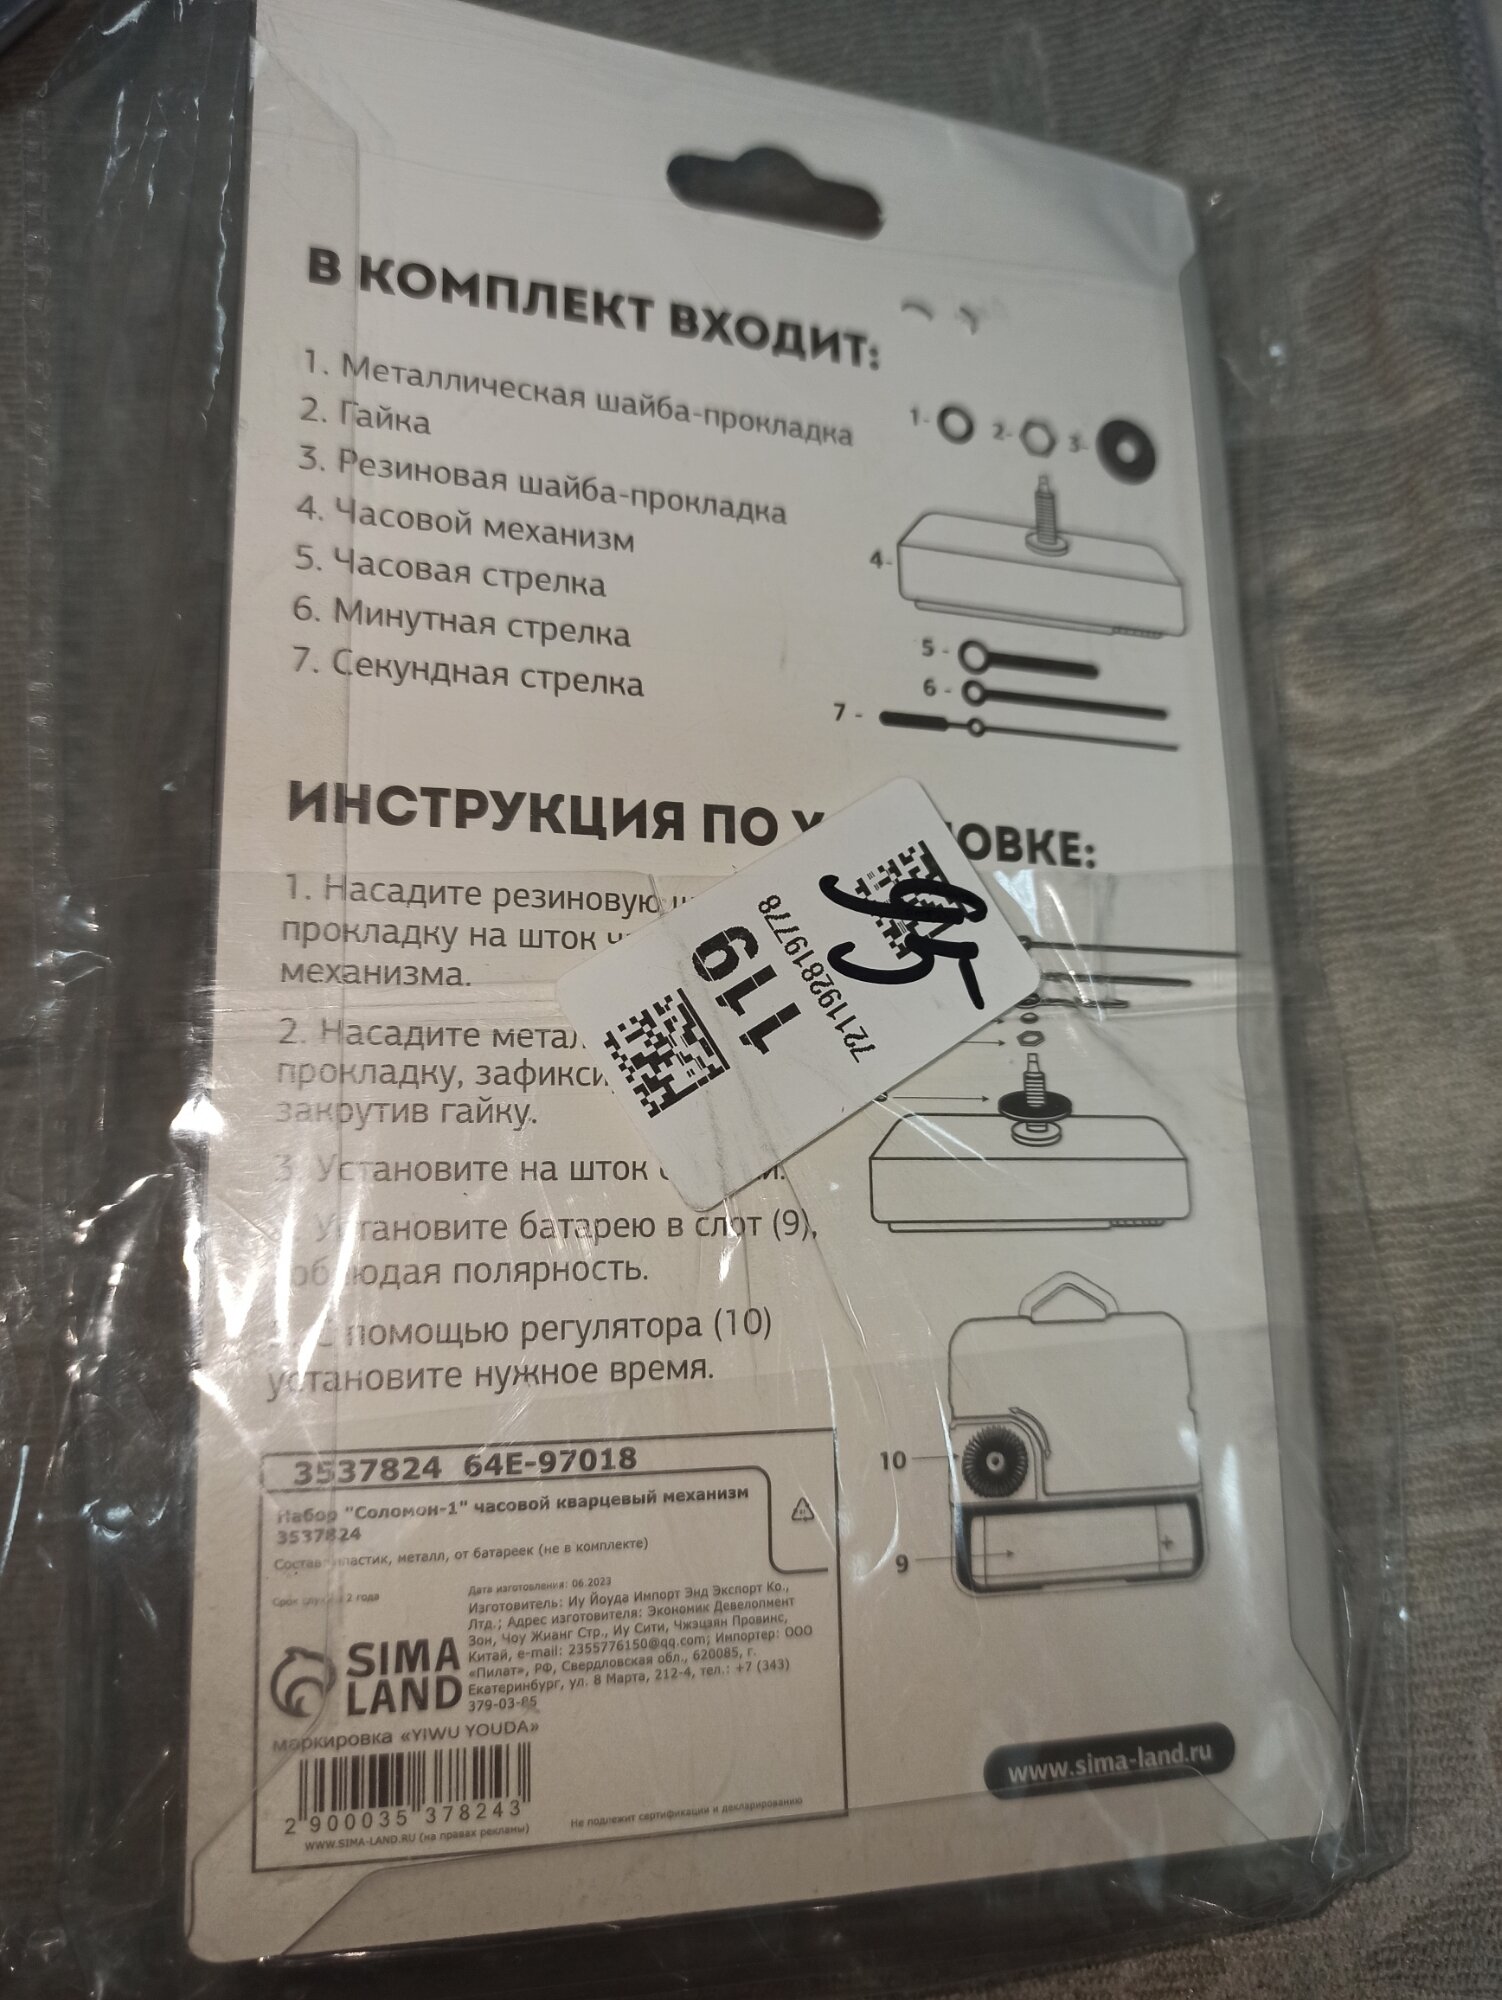 В КОМПЛЕКТ ВХОДИТ:
1. Металлическая шайба-прокладка
2. Гайка
3. Резиновая шайба-прокладка
4. Часовой механизм
5. Часовая стрелка
6. Минутная стрелка
7. Секундная стрелка
1-
2-
3-
4-
5 -
6 -
7 -
ИНСТРУКЦИЯ ПО У ОВКЕ:
1. Насадите резиновую
прокладку на шток
механизма.
2. Насадите
прокладку,
закрутив гайку.
3. Установите на шток
Установите батарею в слот (9),
полярность.
С помощью регулятора (10)
установите нужное время.
119
721192819778
95-
10
9
+
3537824 64E-97018
Набор "Соломон-1" часовой кварцевый механизм
3537824
Состав: пластик, металл, от батареек (не в комплекте)
Срок службы 2 года
Дата изготовления: 06.2023
Изготовитель: Иу Йоуда Импорт Энд Экспорт Ко.,
Лтд.; Адрес изготовителя: Экономик Девелопмент
Зон, Чоу Жианг Стр., Иу Сити, Чжэцзян Провинс,
Китай, e-mail: 2355776150@qq.com; Импортер: ООО
«Пилат», РФ, Свердловская обл., 620085, г.
Екатеринбург, ул. 8 Марта, 212-4, тел.: +7 (343)
379-03-85
SIMA
LAND
маркировка «YIWU YOUDA»
2 900035 378243
WWW.SIMA-LAND.RU (на правах рекламы)
Не подлежит сертификации и декларированию
www.sima-land.ru